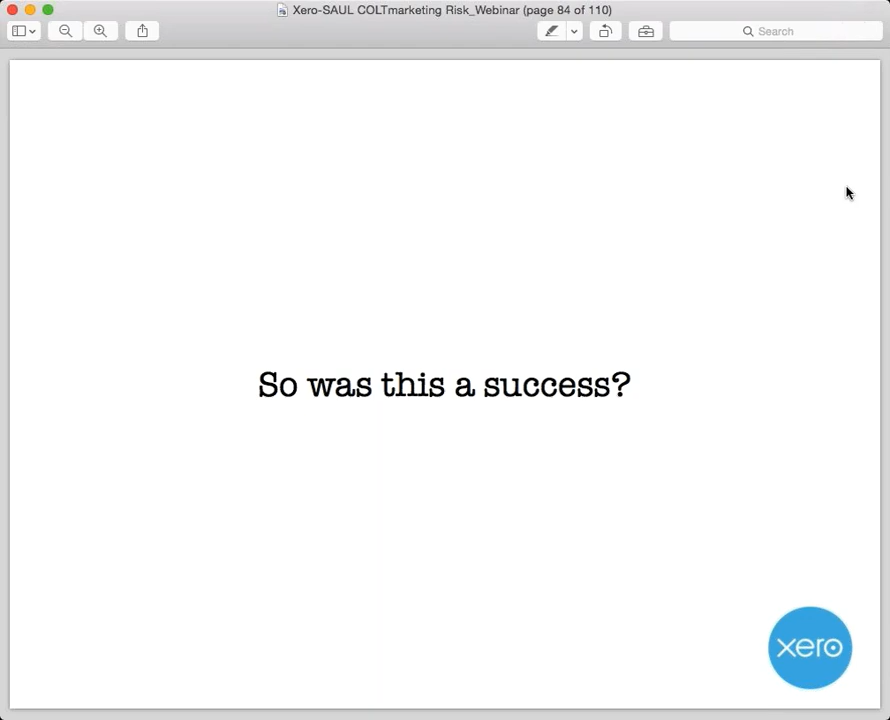 Xero-SAUL COLTmarketing Risk_Webinar (page 84 of 110)
Search
So was this a success?
xero